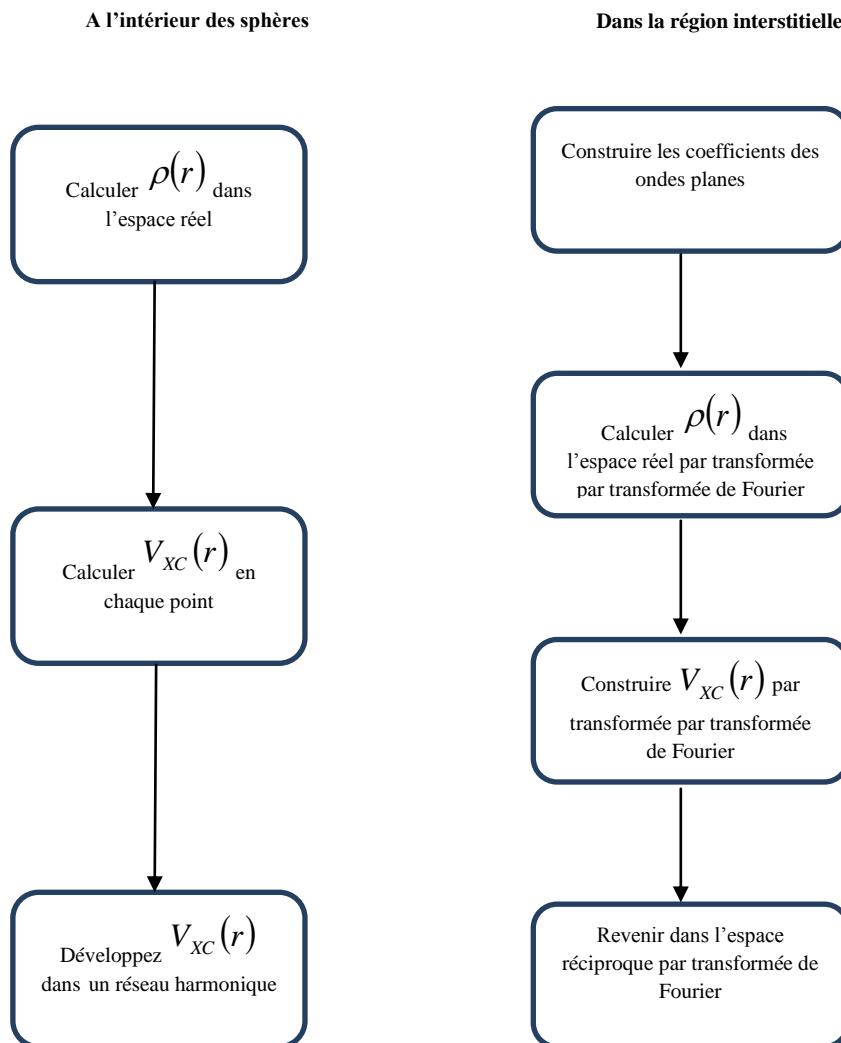 A l’intérieur des sphères
Calculer ρ(r) dans
l’espace réel
Calculer V_XC(r) en
chaque point
Développez V_XC(r)
dans un réseau harmonique
Dans la région interstitielle
Construire les coefficients des
ondes planes
Calculer ρ(r) dans
l’espace réel par transformée
par transformée de Fourier
Construire V_XC(r) par
transformée par transformée
de Fourier
Revenir dans l’espace
réciproque par transformée de
Fourier